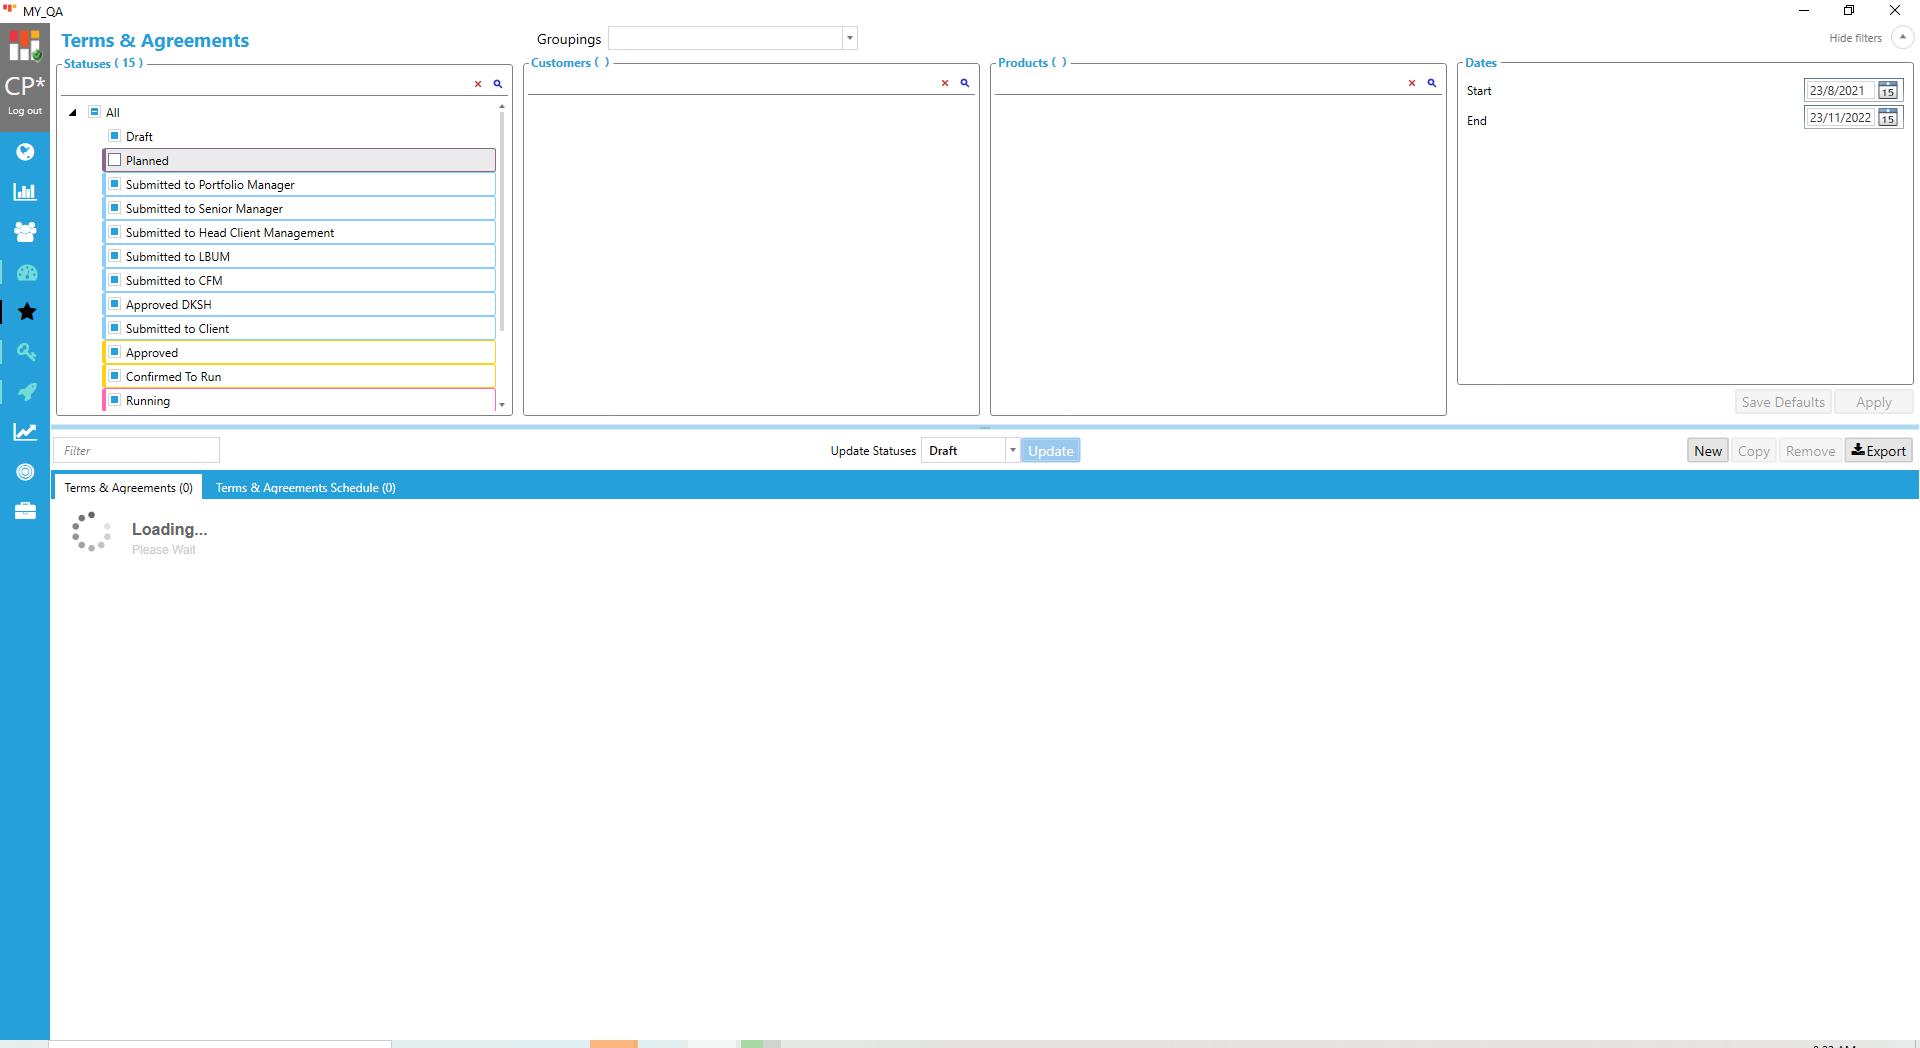 MY_QA
CP*
Log out
Terms & Agreements
Groupings
Hide filters
Statuses ( 15 )
Customers ( )
Products ( )
Dates
All
Draft
Planned
Submitted to Portfolio Manager
Submitted to Senior Manager
Submitted to Head Client Management
Submitted to LBUM
Submitted to CFM
Approved DKSH
Submitted to Client
Approved
Confirmed To Run
Running
Start 23/8/2021 15
End 23/11/2022 15
Save Defaults Apply
Filter Update Statuses Draft Update New Copy Remove Export
Terms & Agreements (0) Terms & Agreements Schedule (0)
Loading...
Please Wait